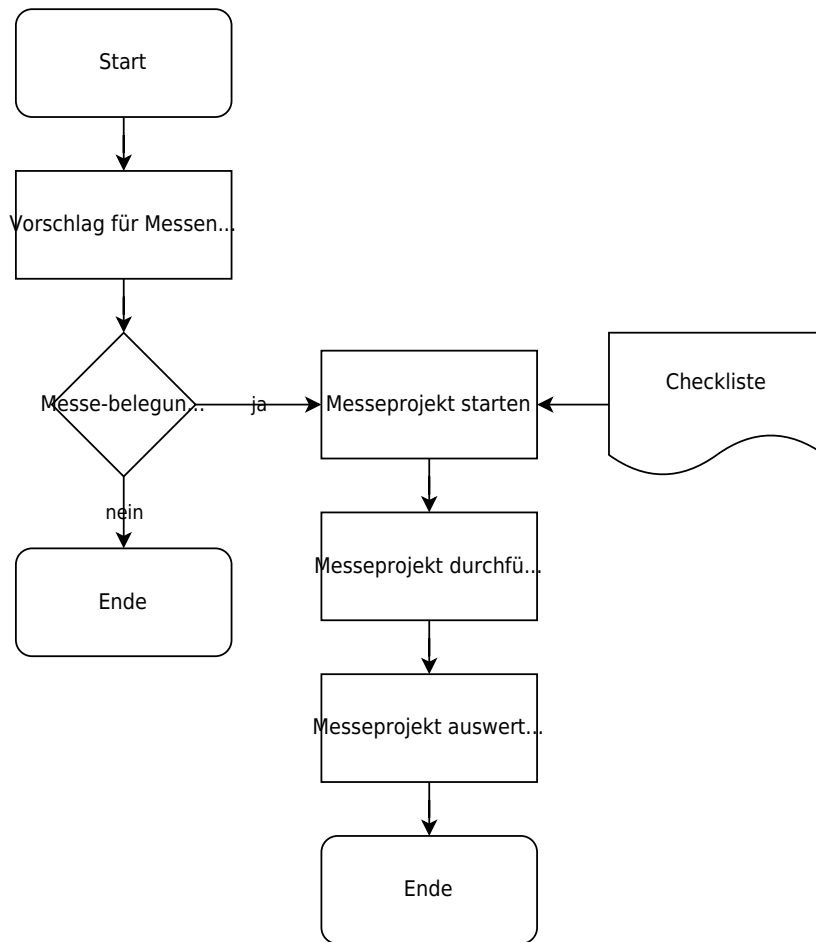 Start
Vorschlag für Messen...
Messe-belegun...
ja
Messeprojekt starten
Checkliste
nein
Messeprojekt durchfü...
Ende
Messeprojekt auswert...
Ende